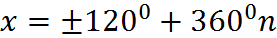 x = ±120⁰ + 360⁰n